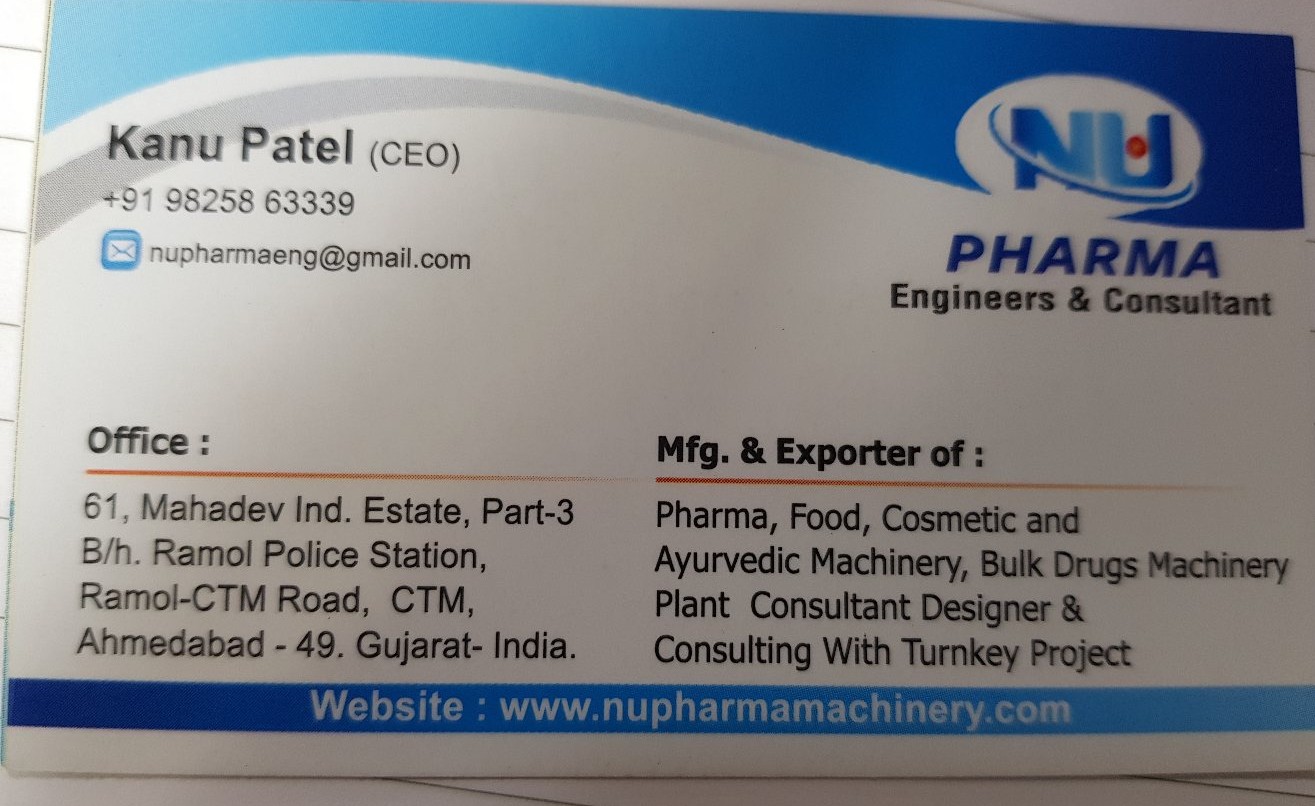 Kanu Patel (CEO)
+91 98258 63339
nupharmaeng@gmail.com
NU
PHARMA
Engineers & Consultant
Office :
61, Mahadev Ind. Estate, Part-3
B/h. Ramol Police Station,
Ramol-CTM Road, CTM,
Ahmedabad - 49. Gujarat- India.
Mfg. & Exporter of :
Pharma, Food, Cosmetic and
Ayurvedic Machinery, Bulk Drugs Machinery
Plant Consultant Designer &
Consulting With Turnkey Project
Website : www.nupharmamachinery.com